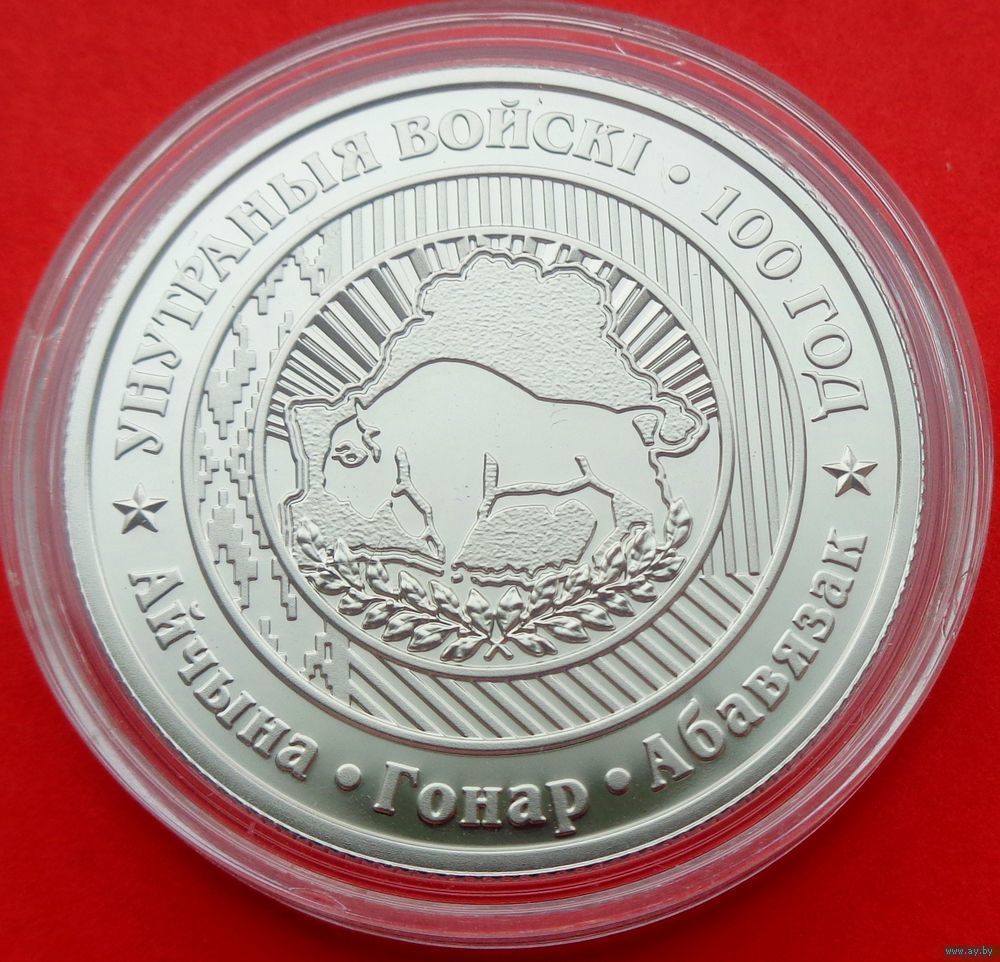 УНУТРАНЫЯ ВОЙСКІ • 100 ГОД
Айчына • Гонар • Абавязак
www.ay.by